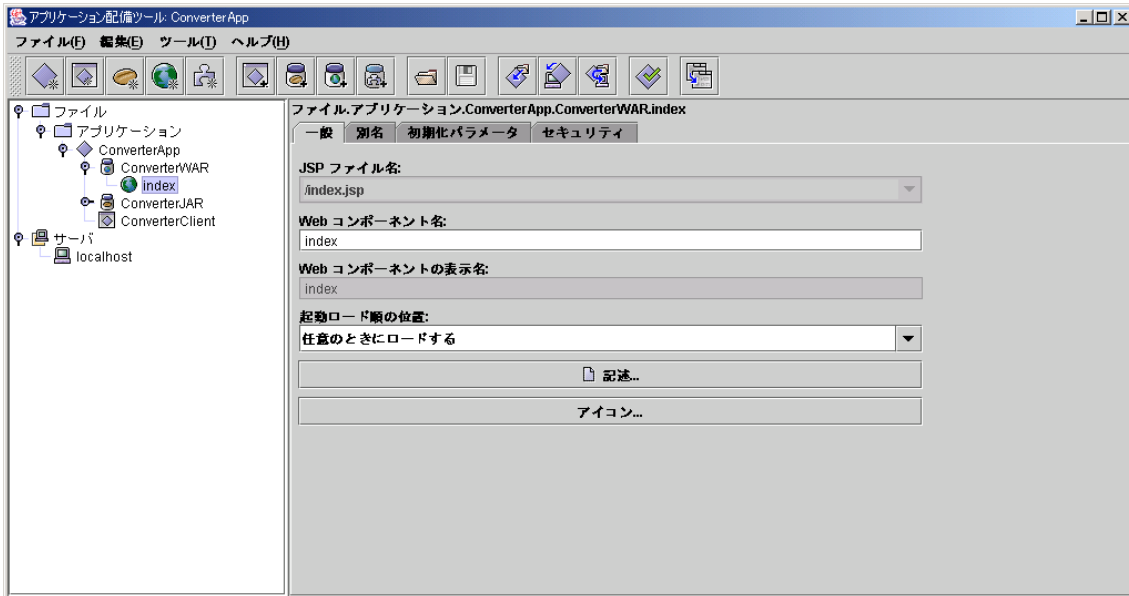 アプリケーション配備ツール: ConverterApp
ファイル(F) 編集(E) ツール(T) ヘルプ(H)
ファイル
アプリケーション
ConverterApp
ConverterWAR
index
ConverterJAR
ConverterClient
サーバ
localhost
ファイル.アプリケーション.ConverterApp.ConverterWAR.index
一般 別名 初期化パラメータ セキュリティ
JSP ファイル名:
/index.jsp
Web コンポーネント名:
index
Web コンポーネントの表示名:
index
起動ロード順の位置:
任意のときにロードする
記述...
アイコン...